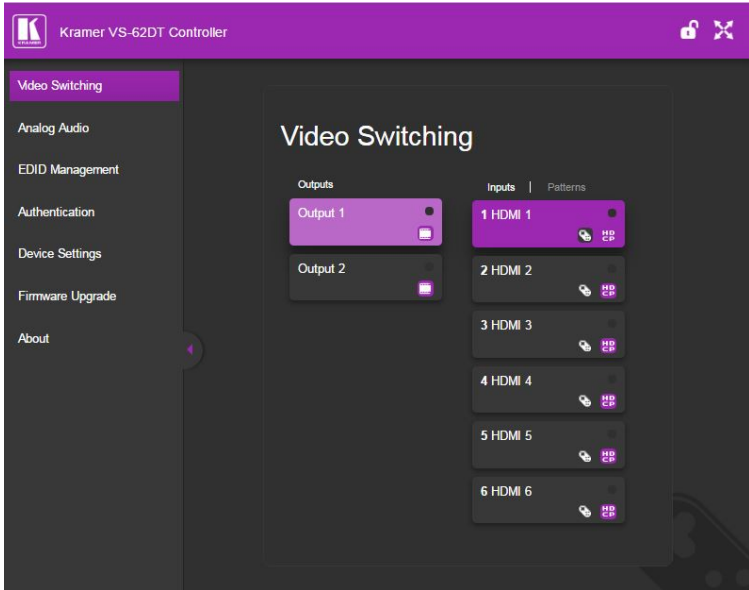 KRAMER
Kramer VS-62DT Controller
Video Switching
Analog Audio
EDID Management
Authentication
Device Settings
Firmware Upgrade
About
Video Switching
Outputs
Output 1
Output 2
Inputs | Patterns
1 HDMI 1
HD
CP
2 HDMI 2
HD
CP
3 HDMI 3
HD
CP
4 HDMI 4
HD
CP
5 HDMI 5
HD
CP
6 HDMI 6
HD
CP